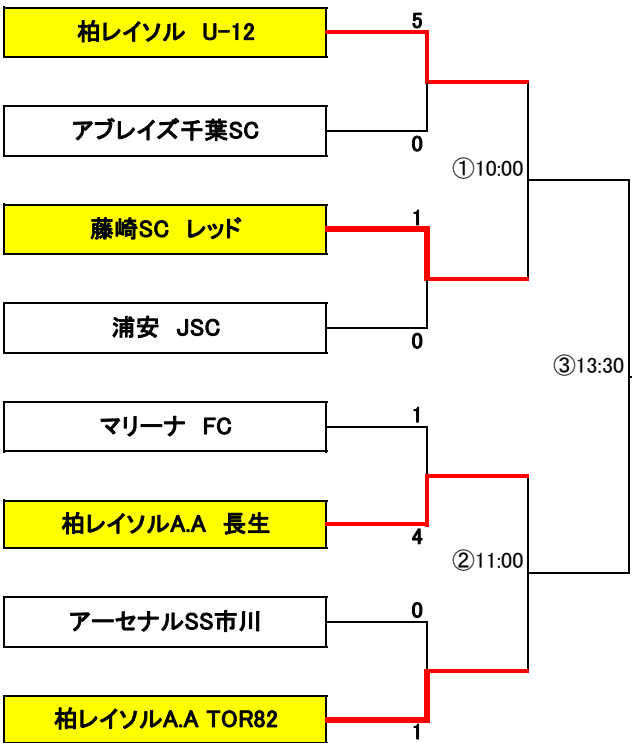 柏レイソル　U-12
5
アブレイズ千葉SC
0
①10:00
藤崎SC　レッド
1
浦安　JSC
0
③13:30
マリーナ　FC
1
柏レイソルA.A　長生
4
②11:00
アーセナルSS市川
0
柏レイソルA.A TOR82
1